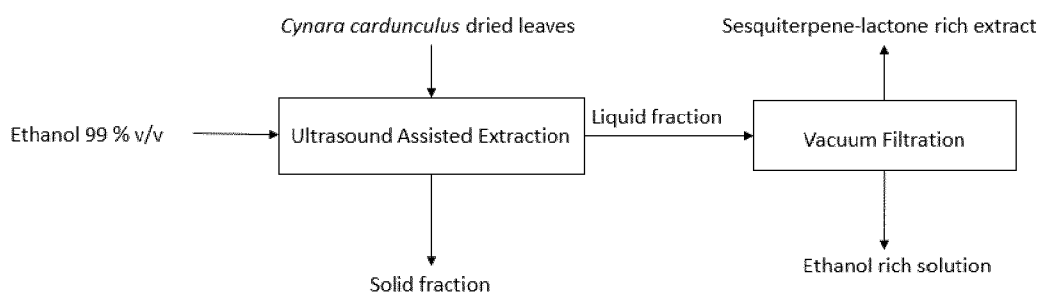 Cynara cardunculus dried leaves
Sesquiterpene-lactone rich extract
Ethanol 99 % v/v
Ultrasound Assisted Extraction
Liquid fraction
Vacuum Filtration
Solid fraction
Ethanol rich solution